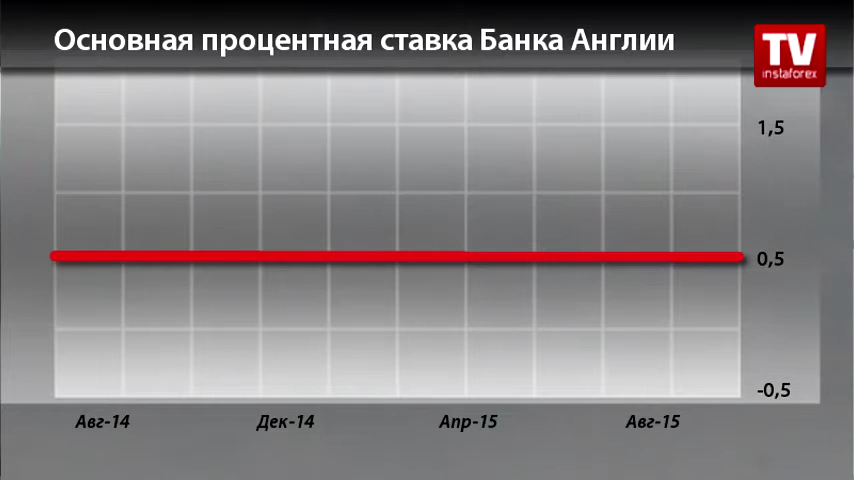 Основная процентная ставка Банка Англии
TV
instaforex
1,5
0,5
-0,5
Авг-14 Дек-14 Апр-15 Авг-15